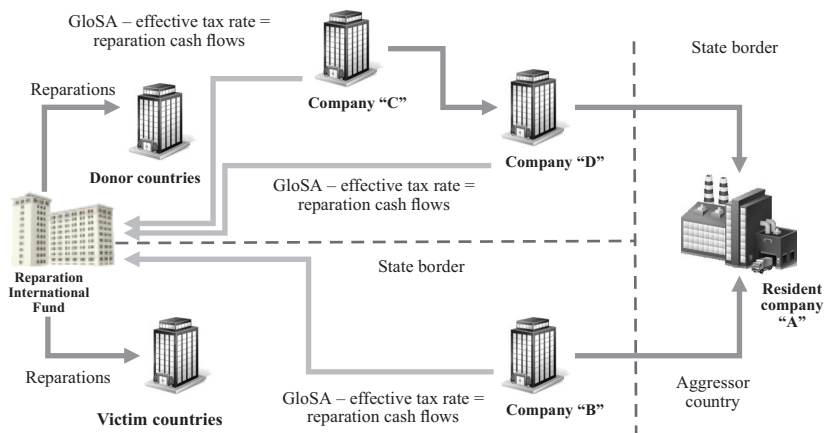 GloSA – effective tax rate =
reparation cash flows
State border
Reparations
Company “C”
Donor countries
Company “D”
GloSA – effective tax rate =
reparation cash flows
State border
Reparation
International
Fund
Resident
company
“A”
Reparations
Victim countries
GloSA – effective tax rate =
reparation cash flows
Company “B”
Aggressor
country